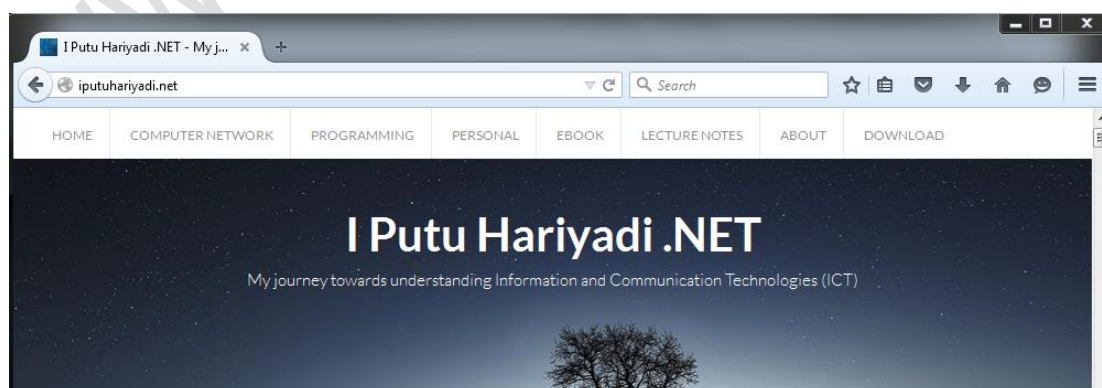 I Putu Hariyadi .NET - My j...
iputuhariyadi.net
Search
HOME COMPUTER NETWORK PROGRAMMING PERSONAL EBOOK LECTURE NOTES ABOUT DOWNLOAD
I Putu Hariyadi .NET
My journey towards understanding Information and Communication Technologies (ICT)